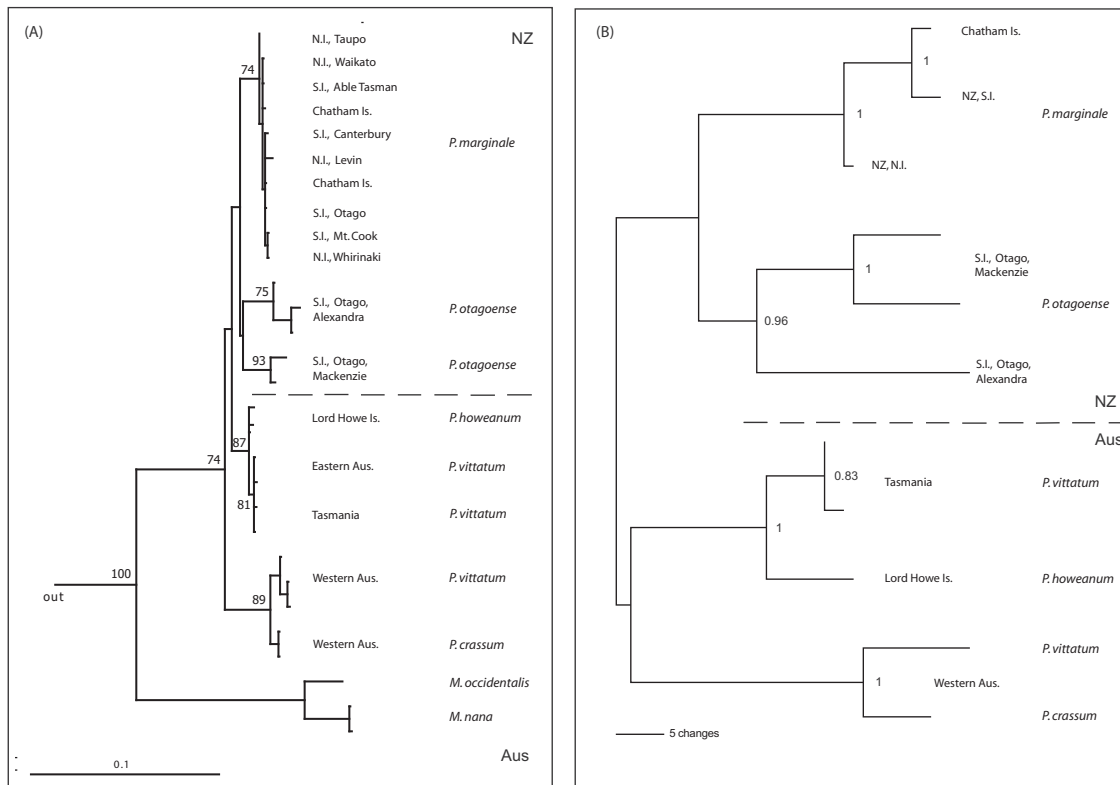 (A)
NZ
N.I., Taupo
N.I., Waikato
74
S.I., Able Tasman
Chatham Is.
S.I., Canterbury
P. marginale
N.I., Levin
Chatham Is.
S.I., Otago
S.I., Mt. Cook
N.I., Whirinaki
75
S.I., Otago,
Alexandra
P. otagoense
93
S.I., Otago,
Mackenzie
P. otagoense
Lord Howe Is.
P. howeanum
87
74
Eastern Aus.
P. vittatum
81
Tasmania
P. vittatum
100
out
Western Aus.
P. vittatum
89
Western Aus.
P. crassum
M. occidentalis
M. nana
Aus
0.1
(B)
Chatham Is.
1
NZ, S.I.
1
P. marginale
NZ, N.I.
S.I., Otago,
Mackenzie
1
P. otagoense
0.96
S.I., Otago,
Alexandra
NZ
Aus
0.83
Tasmania
P. vittatum
1
Lord Howe Is.
P. howeanum
P. vittatum
1
Western Aus.
P. crassum
5 changes